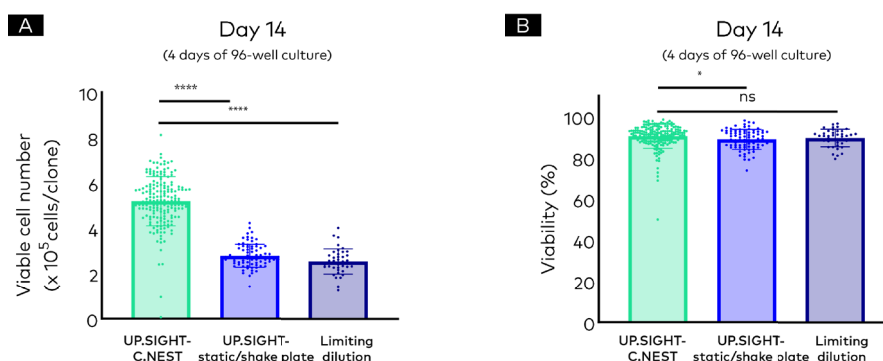 A
Day 14
(4 days of 96-well culture)
****
****
Viable cell number
(x 10⁵cells/clone)
10
8
6
4
2
0
UP.SIGHT-
C.NEST
UP.SIGHT-
static/shake plate
Limiting
dilution
B
Day 14
(4 days of 96-well culture)
*
ns
Viability (%)
100
80
60
40
20
0
UP.SIGHT-
C.NEST
UP.SIGHT-
static/shake plate
Limiting
dilution